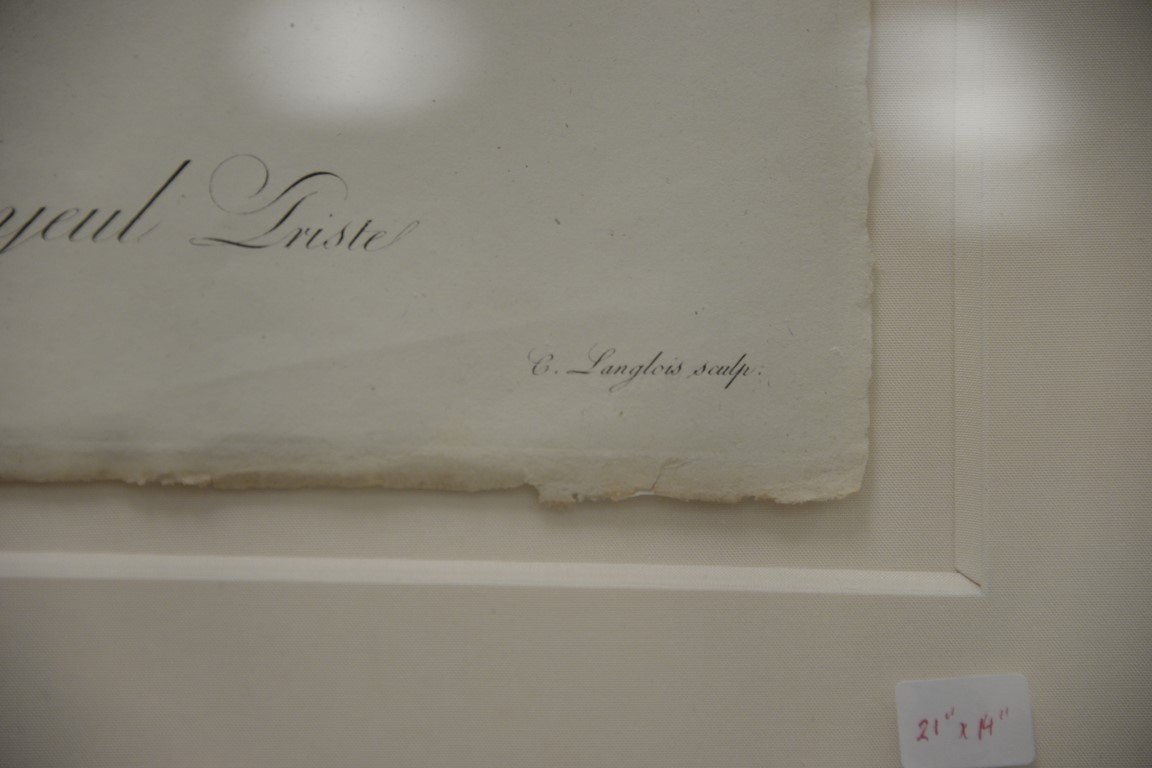 yeul Triste
C. Langlois sculp:
21" x 14"